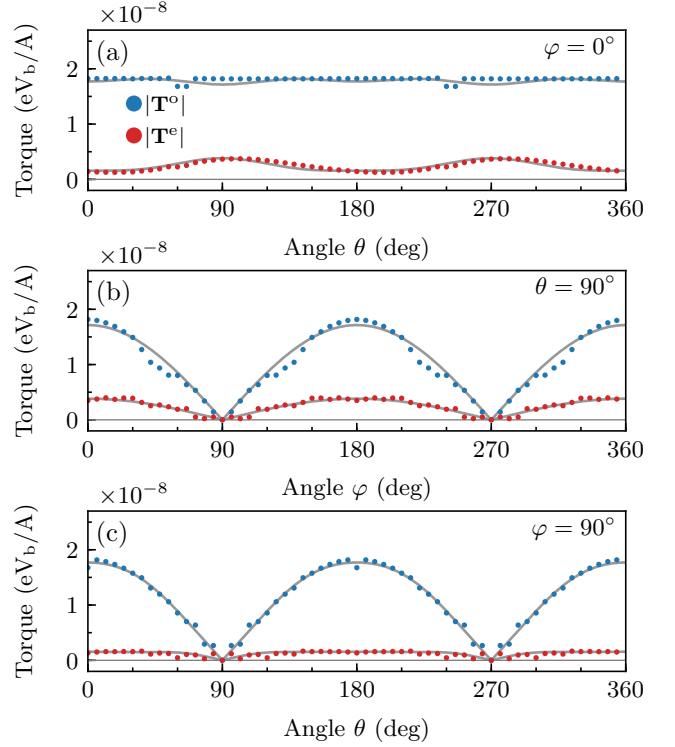 ×10⁻⁸
Torque (eV_b/A)
2
1
0
(a)
φ = 0°
|T°|
|Tᵉ|
0 90 180 270 360
Angle θ (deg)
×10⁻⁸
Torque (eV_b/A)
2
1
0
(b)
θ = 90°
0 90 180 270 360
Angle φ (deg)
×10⁻⁸
Torque (eV_b/A)
2
1
0
(c)
φ = 90°
0 90 180 270 360
Angle θ (deg)